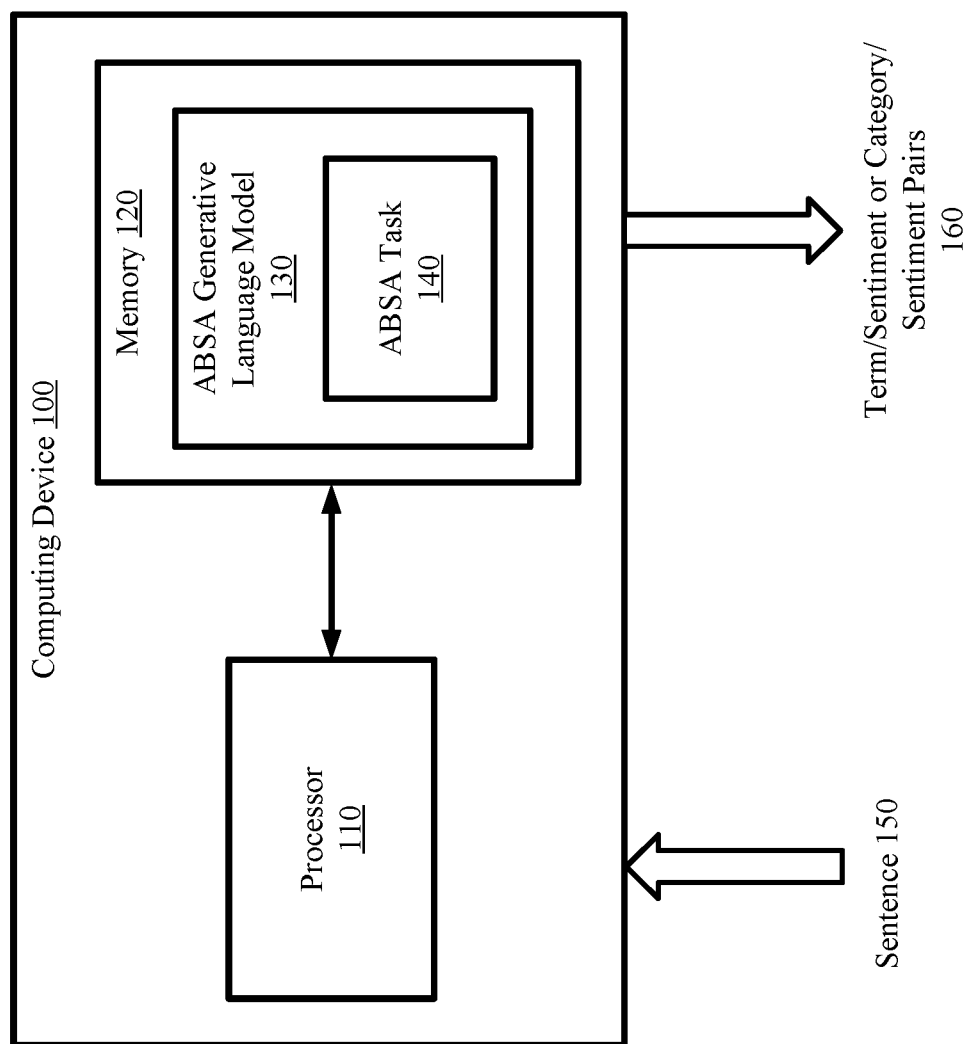 Computing Device 100
Processor
110
Memory 120
ABSA Generative
Language Model
130
ABSA Task
140
Sentence 150
Term/Sentiment or Category/
Sentiment Pairs
160